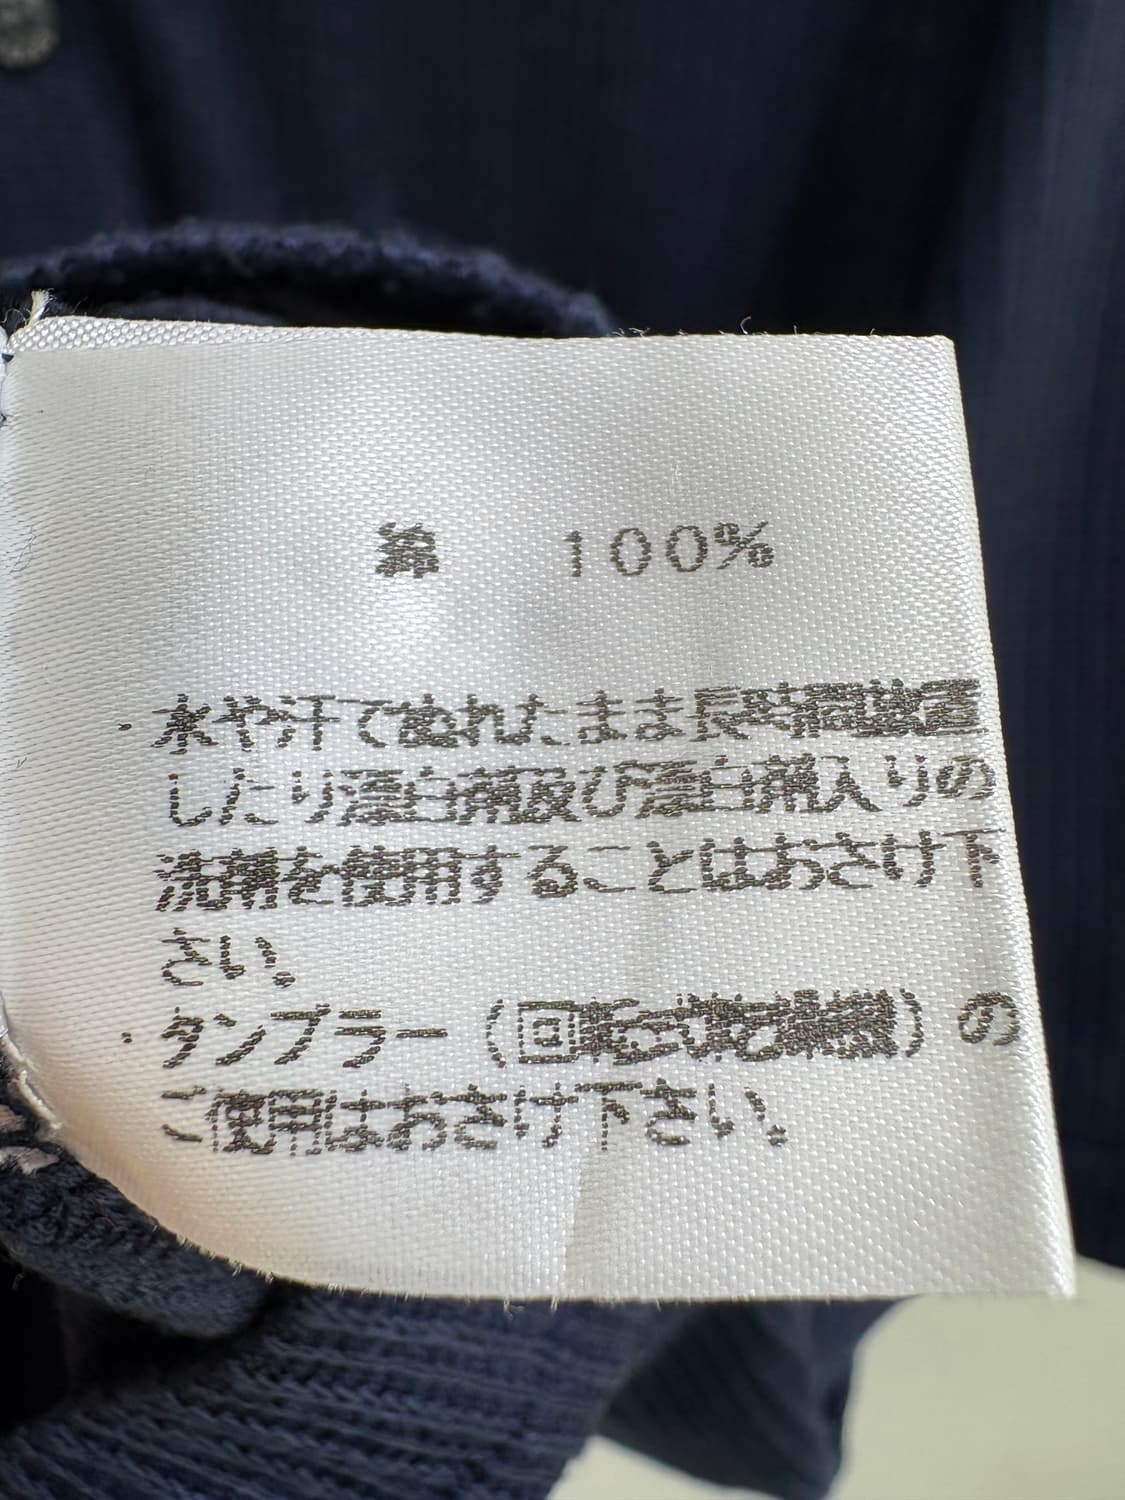 綿 100%
・水や汗でぬれたまま長時間放置
したり漂白剤及び漂白剤入りの
洗剤を使用することはおさけ下
さい。
・タンブラー(回転式乾燥機)の
ご使用はおさけ下さい。